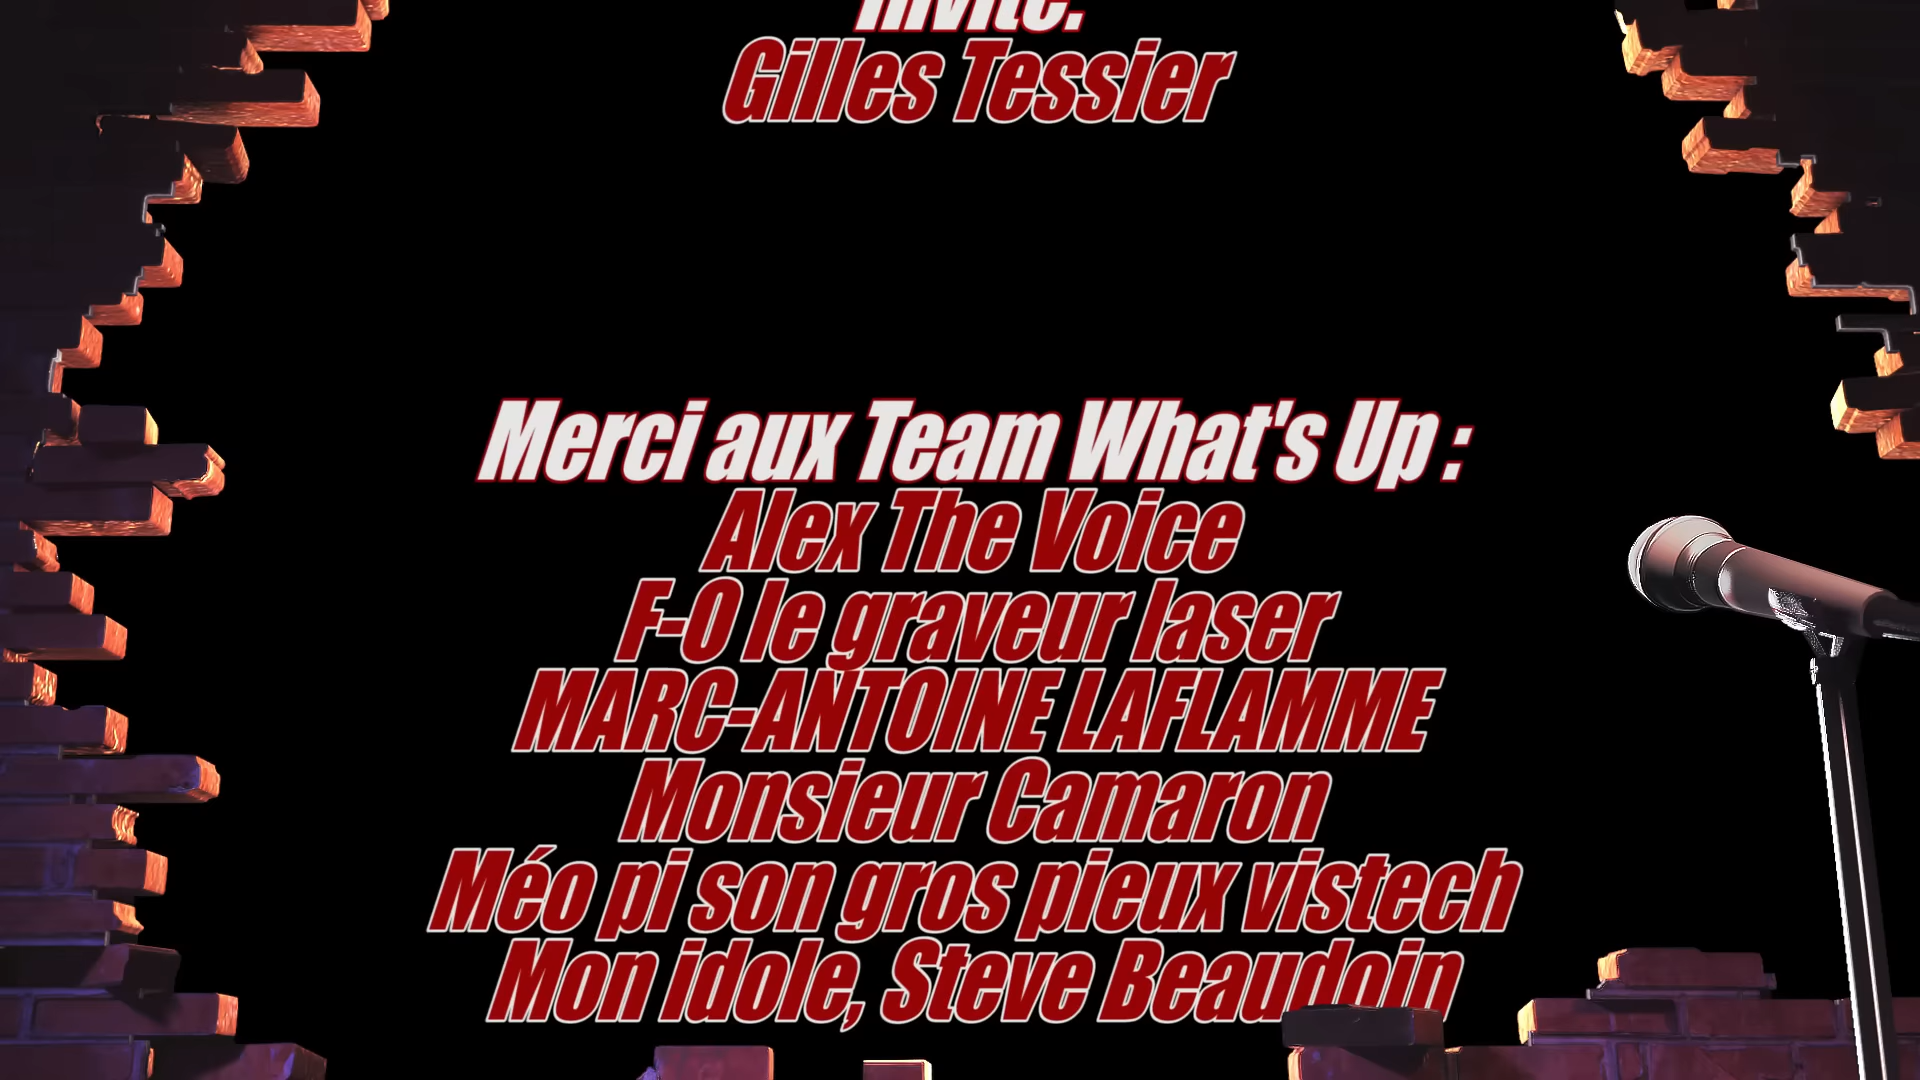 Invité:
Gilles Tessier
Merci aux Team What's Up :
Alex The Voice
F-O le graveur laser
MARC-ANTOINE LAFLAMME
Monsieur Camaron
Méo pi son gros pieux vistech
Mon idole, Steve Beaudoin